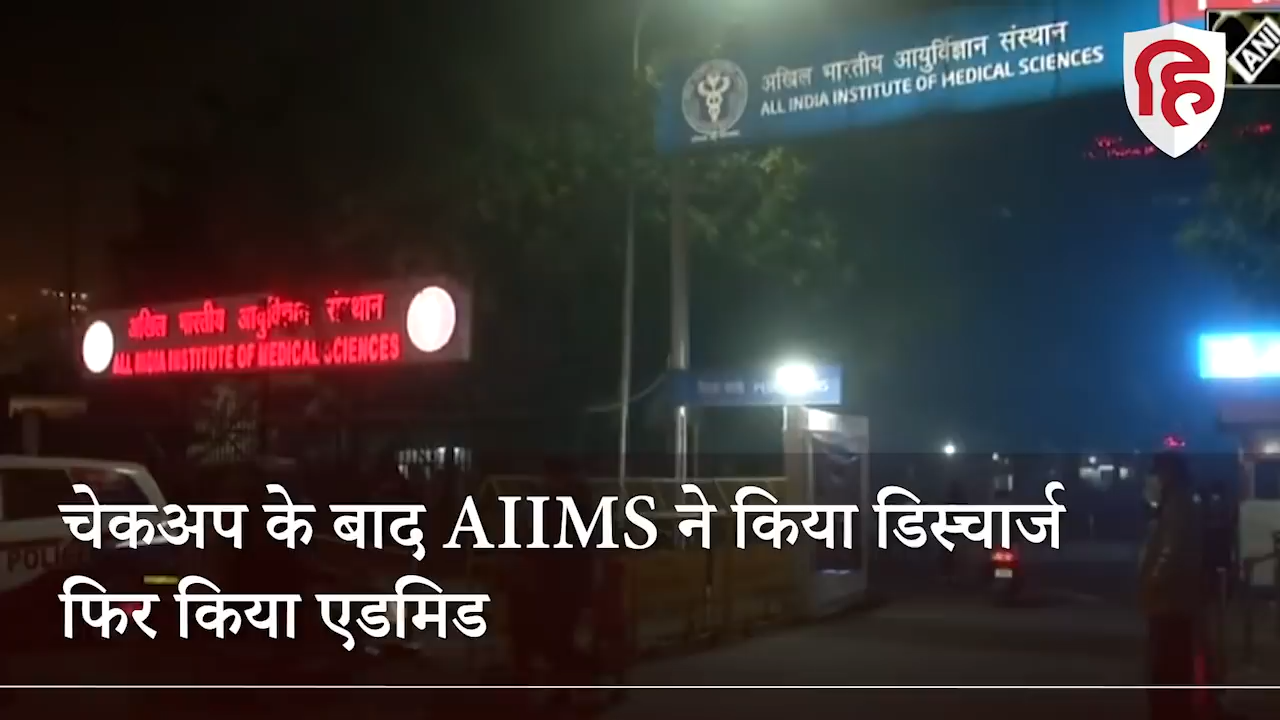 अखिल भारतीय आयुर्विज्ञान संस्थान
ALL INDIA INSTITUTE OF MEDICAL SCIENCES
ANI
हि
अखिल भारतीय आयुर्विज्ञान संस्थान
ALL INDIA INSTITUTE OF MEDICAL SCIENCES
POLIC
चेकअप के बाद AIIMS ने किया डिस्चार्ज
फिर किया एडमिड